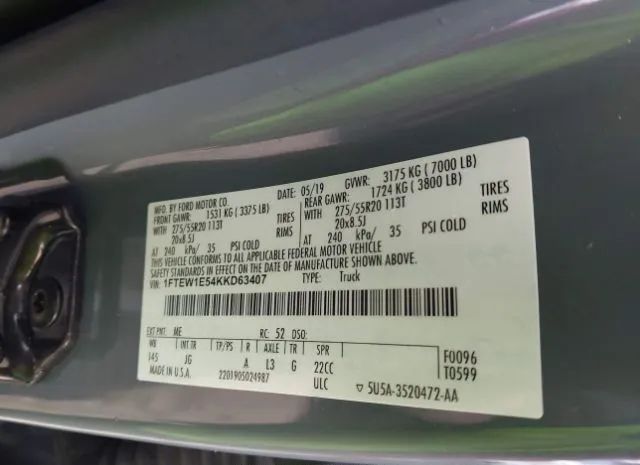 MFD. BY FORD MOTOR CO.
DATE: 05/19 GVWR: 3175 KG ( 7000 LB)
FRONT GAWR: 1531 KG ( 3375 LB) REAR GAWR: 1724 KG ( 3800 LB)
WITH 275/55R20 113T TIRES WITH 275/55R20 113T TIRES
20x8.5J RIMS 20x8.5J RIMS
AT 240 kPa/ 35 PSI COLD AT 240 kPa/ 35 PSI COLD
THIS VEHICLE CONFORMS TO ALL APPLICABLE FEDERAL MOTOR VEHICLE
SAFETY STANDARDS IN EFFECT ON THE DATE OF MANUFACTURE SHOWN ABOVE.
VIN: 1FTEW1E54KKD63407 TYPE: Truck
EXT PNT: ME RC: 52 DSO:
WB INT TR TP/PS R AXLE TR SPR
145 JG A L3 G 22CC F0096
MADE IN U.S.A. 2201905024987 ULC T0599
▽ 5U5A-3520472-AA